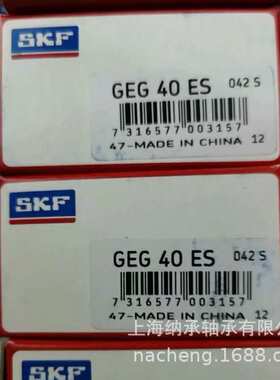 SKF
GEG 40 ES 042 S
7 316577 003157
47-MADE IN CHINA 12
SKF
GEG 40 ES 042 S
7 316577 003157
47-MADE IN CHINA 12
上海纳承轴承有限公司
SKF
nacheng.1688.c